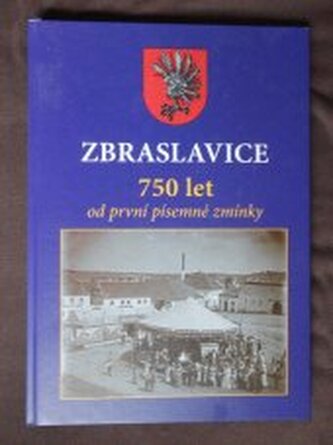 ZBRASLAVICE
750 let
od první písemné zmínky